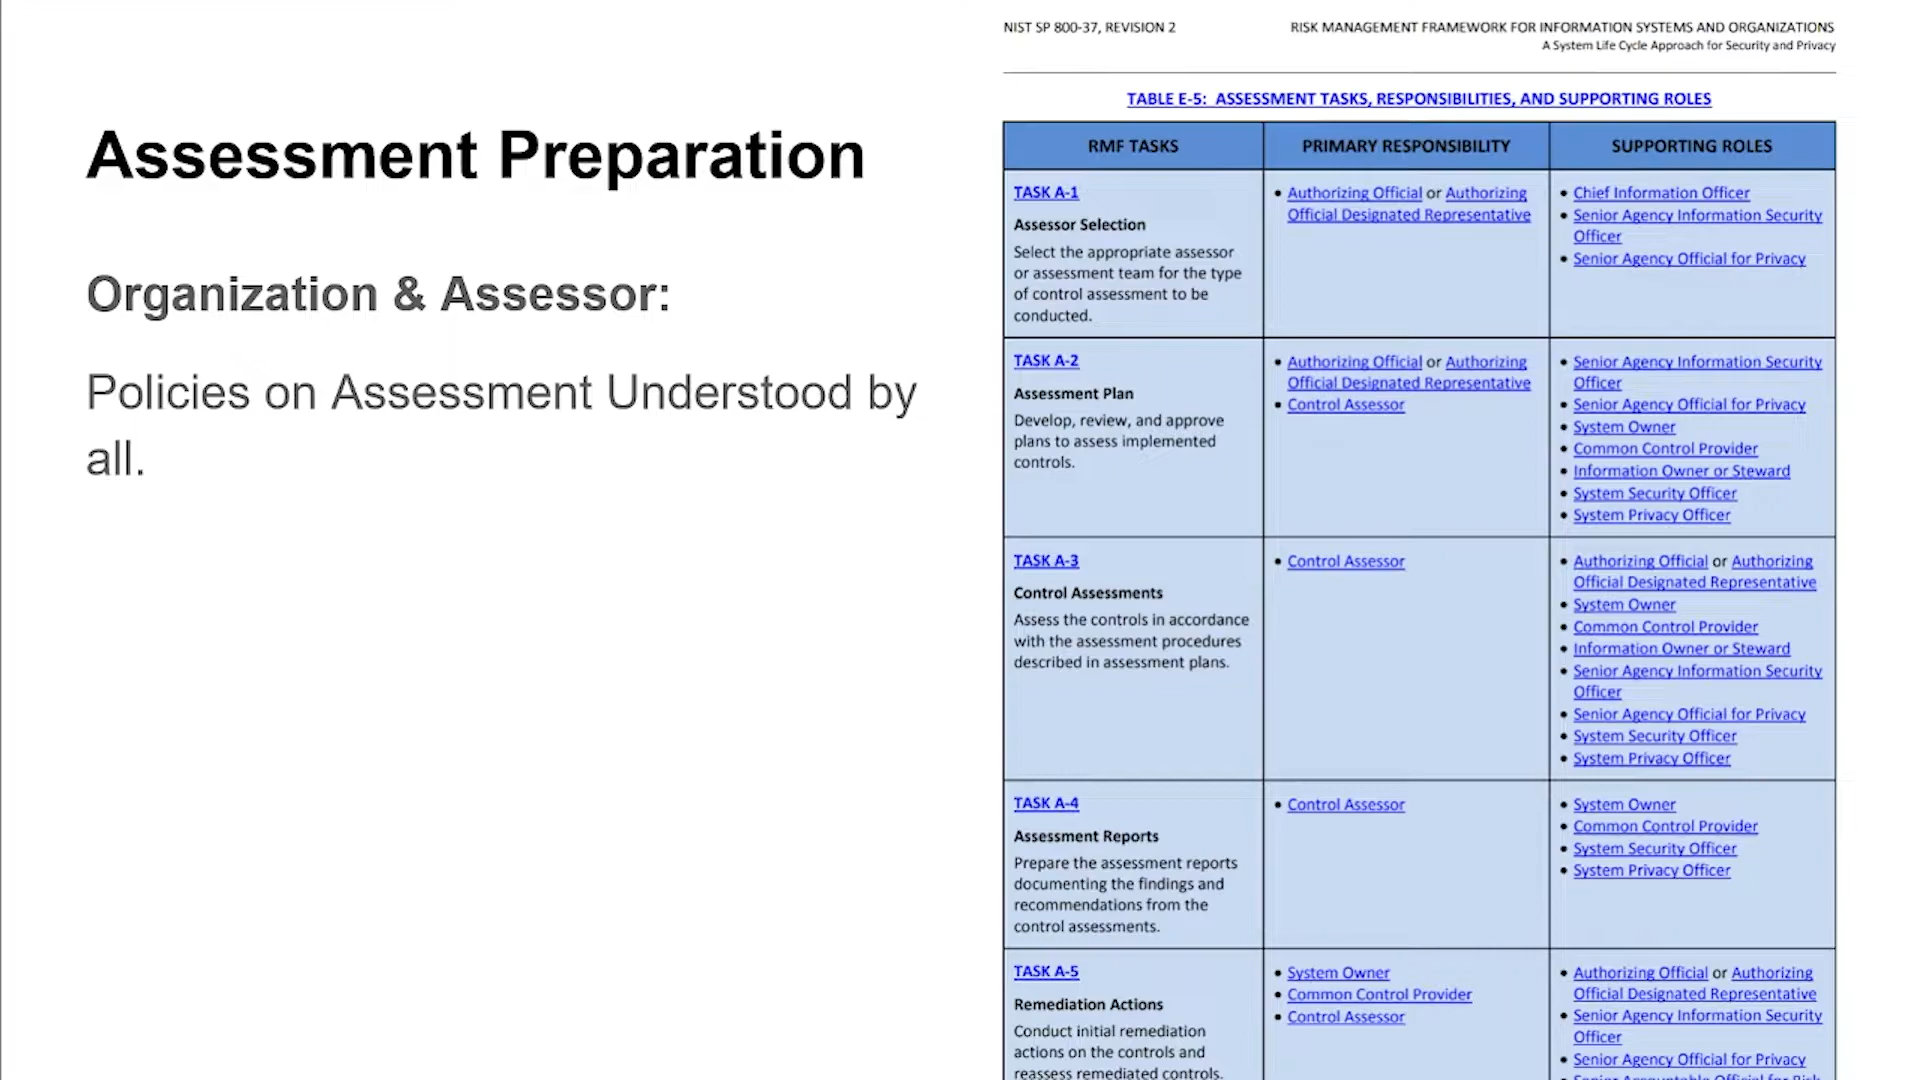 Assessment Preparation
Organization & Assessor:
Policies on Assessment Understood by
all.
NIST SP 800-37, REVISION 2
RISK MANAGEMENT FRAMEWORK FOR INFORMATION SYSTEMS AND ORGANIZATIONS
A System Life Cycle Approach for Security and Privacy
TABLE E-5: ASSESSMENT TASKS, RESPONSIBILITIES, AND SUPPORTING ROLES
RMF TASKS
PRIMARY RESPONSIBILITY
SUPPORTING ROLES
TASK A-1
Assessor Selection
Select the appropriate assessor
or assessment team for the type
of control assessment to be
conducted.
• Authorizing Official or Authorizing
Official Designated Representative
• Chief Information Officer
• Senior Agency Information Security
Officer
• Senior Agency Official for Privacy
TASK A-2
Assessment Plan
Develop, review, and approve
plans to assess implemented
controls.
• Authorizing Official or Authorizing
Official Designated Representative
• Control Assessor
• Senior Agency Information Security
Officer
• Senior Agency Official for Privacy
• System Owner
• Common Control Provider
• Information Owner or Steward
• System Security Officer
• System Privacy Officer
TASK A-3
Control Assessments
Assess the controls in accordance
with the assessment procedures
described in assessment plans.
• Control Assessor
• Authorizing Official or Authorizing
Official Designated Representative
• System Owner
• Common Control Provider
• Information Owner or Steward
• Senior Agency Information Security
Officer
• Senior Agency Official for Privacy
• System Security Officer
• System Privacy Officer
TASK A-4
Assessment Reports
Prepare the assessment reports
documenting the findings and
recommendations from the
control assessments.
• Control Assessor
• System Owner
• Common Control Provider
• System Security Officer
• System Privacy Officer
TASK A-5
Remediation Actions
Conduct initial remediation
actions on the controls and
reassess remediated controls.
• System Owner
• Common Control Provider
• Control Assessor
• Authorizing Official or Authorizing
Official Designated Representative
• Senior Agency Information Security
Officer
• Senior Agency Official for Privacy